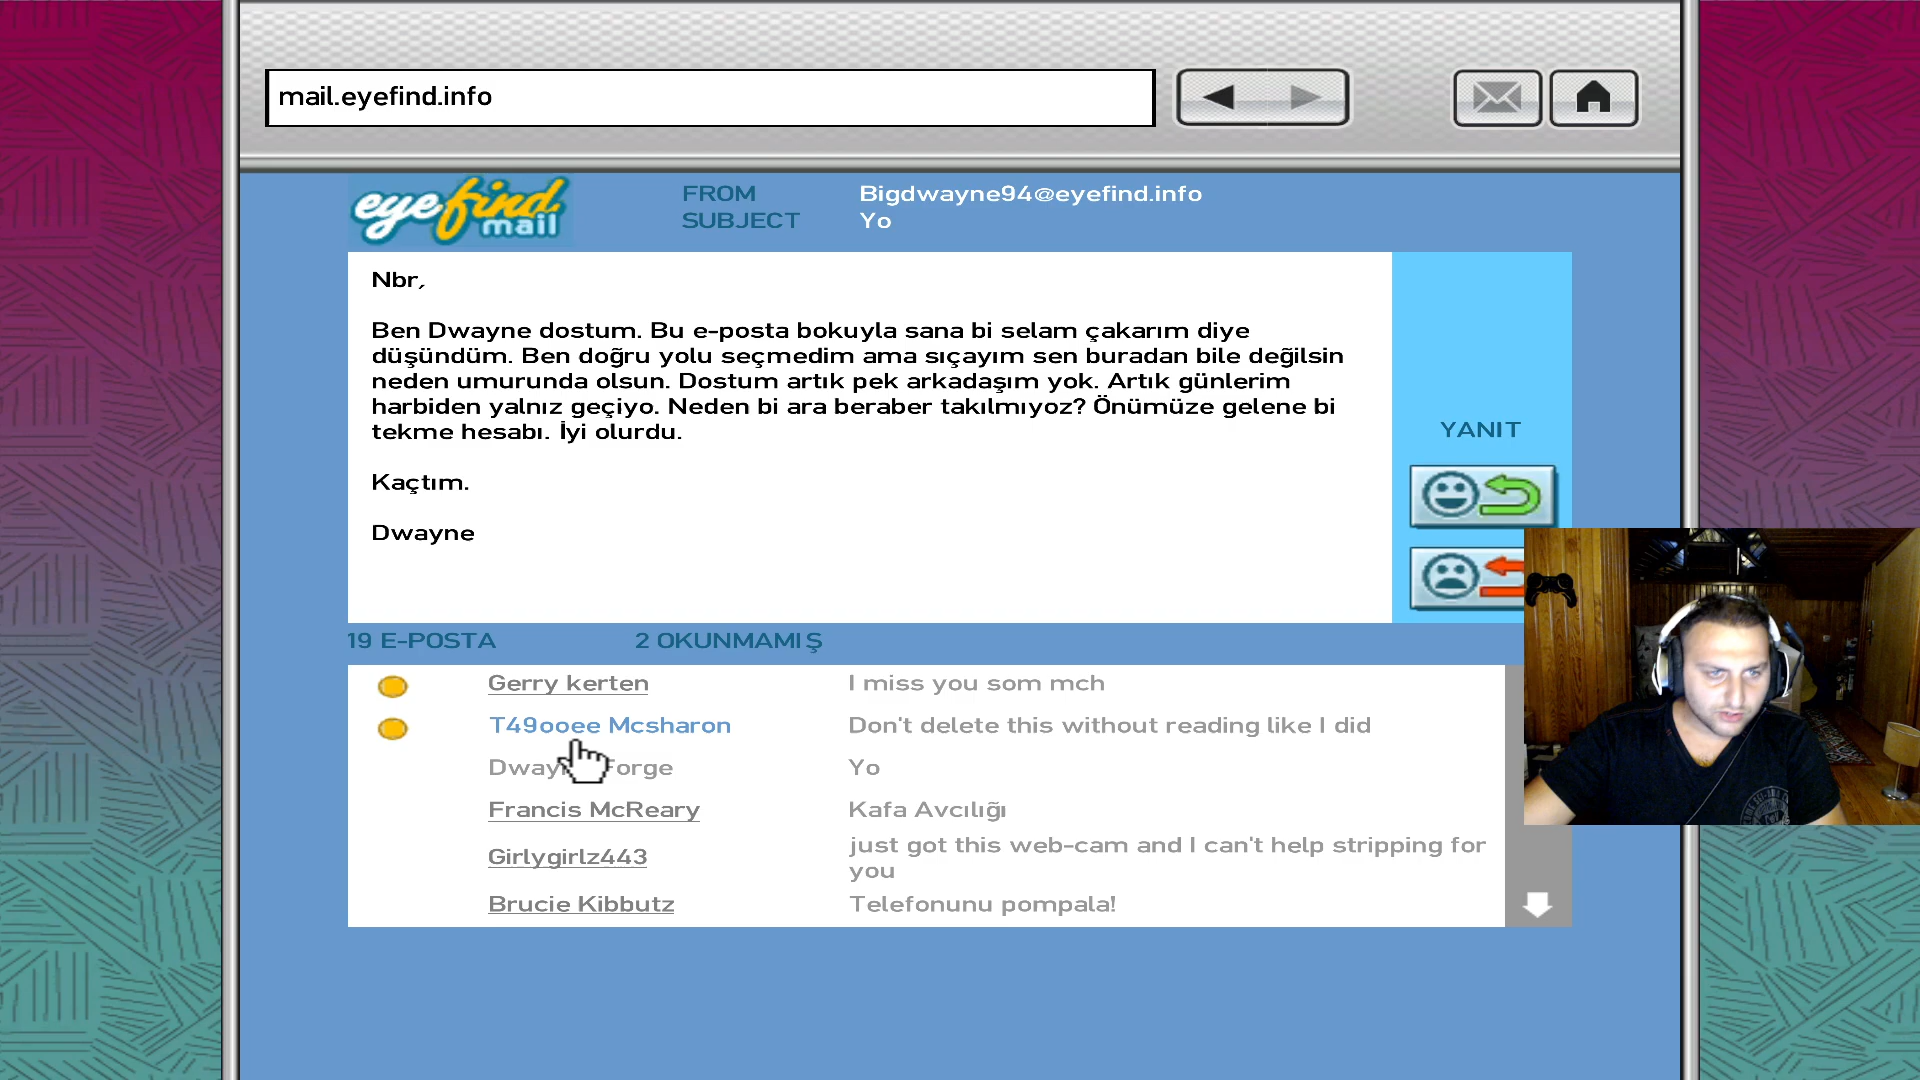 mail.eyefind.info
eyefind
mail
FROM Bigdwayne94@eyefind.info
SUBJECT Yo
Nbr,
Ben Dwayne dostum. Bu e-posta bokuyla sana bi selam çakarım diye
düşündüm. Ben doğru yolu seçmedim ama sıçayım sen buradan bile değilsin
neden umurunda olsun. Dostum artık pek arkadaşım yok. Artık günlerim
harbiden yalnız geçiyo. Neden bi ara beraber takılmıyoz? Önümüze gelene bi
tekme hesabı. İyi olurdu.
Kaçtım.
Dwayne
YANIT
19 E-POSTA 2 OKUNMAMIŞ
Gerry kerten I miss you som mch
T49ooee Mcsharon Don't delete this without reading like I did
Yo
Francis McReary Kafa Avcılığı
Girlygirlz443 just got this web-cam and I can't help stripping for
you
Brucie Kibbutz Telefonunu pompala!